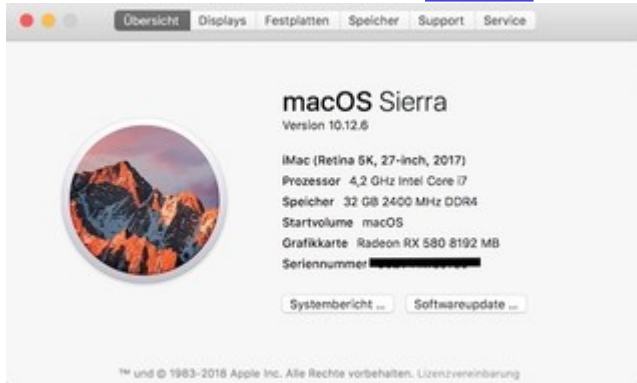 Übersicht Displays Festplatten Speicher Support Service
macOS Sierra
Version 10.12.6
iMac (Retina 5K, 27-inch, 2017)
Prozessor 4,2 GHz Intel Core i7
Speicher 32 GB 2400 MHz DDR4
Startvolume macOS
Grafikkarte Radeon RX 580 8192 MB
Seriennummer
Systembericht ... Softwareupdate ...
™ und © 1983-2018 Apple Inc. Alle Rechte vorbehalten. Lizenzvereinbarung